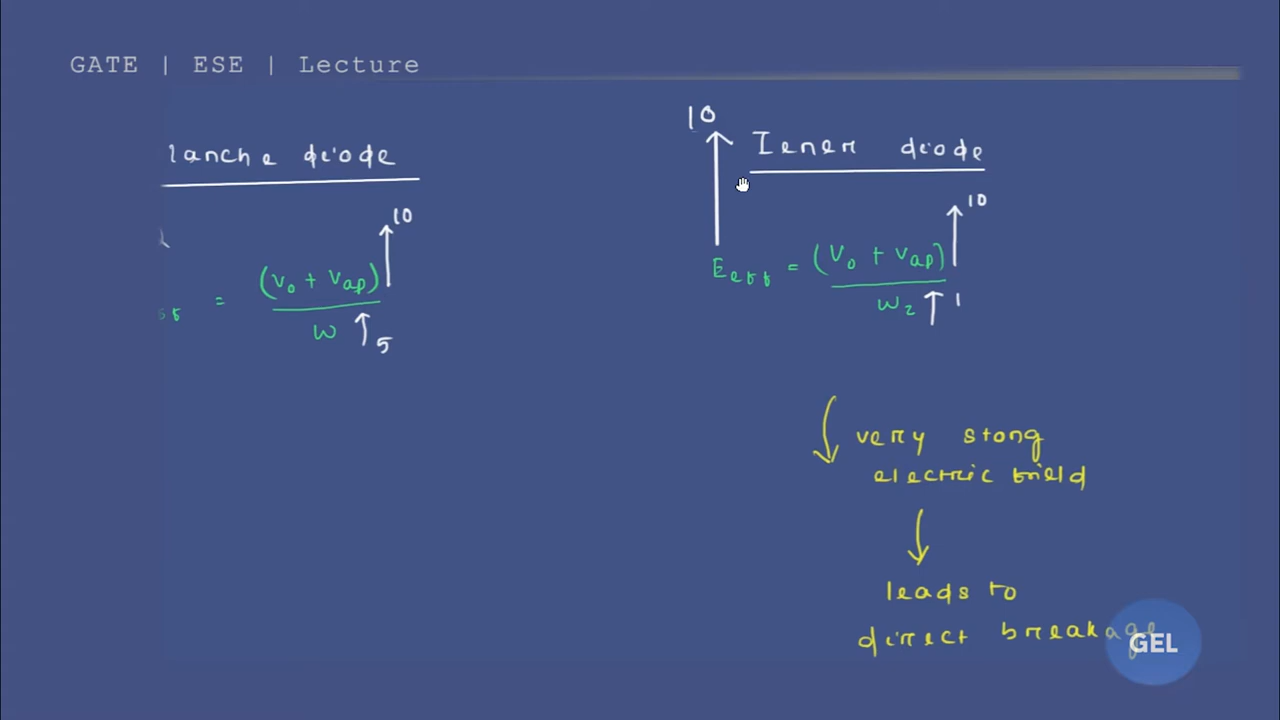 GATE | ESE | Lecture
lanche diode
10
(V₀ + Vap)
=
W
5
10
Zener diode
10
Eeff = (V₀ + Vap)
W₂
1
very stong
electric field
leads to
direct breakage
GEL